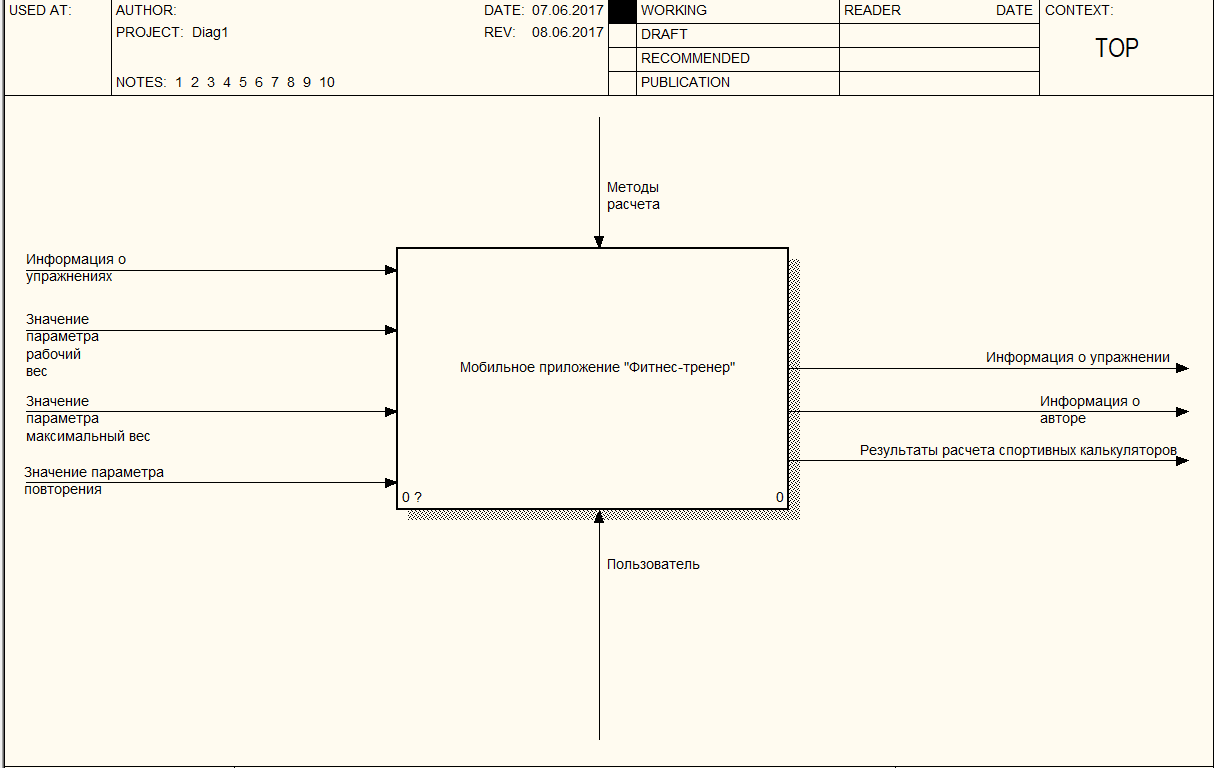 USED AT:
AUTHOR:
DATE: 07.06.2017
WORKING
READER
DATE
CONTEXT:
PROJECT: Diag1
REV: 08.06.2017
DRAFT
TOP
RECOMMENDED
NOTES: 1 2 3 4 5 6 7 8 9 10
PUBLICATION
Методы
расчета
Информация о
упражнениях
Значение
параметра
рабочий
вес
Значение
параметра
максимальный вес
Значение параметра
повторения
Мобильное приложение "Фитнес-тренер"
0 ?
0
Информация о упражнении
Информация о
авторе
Результаты расчета спортивных калькуляторов
Пользователь